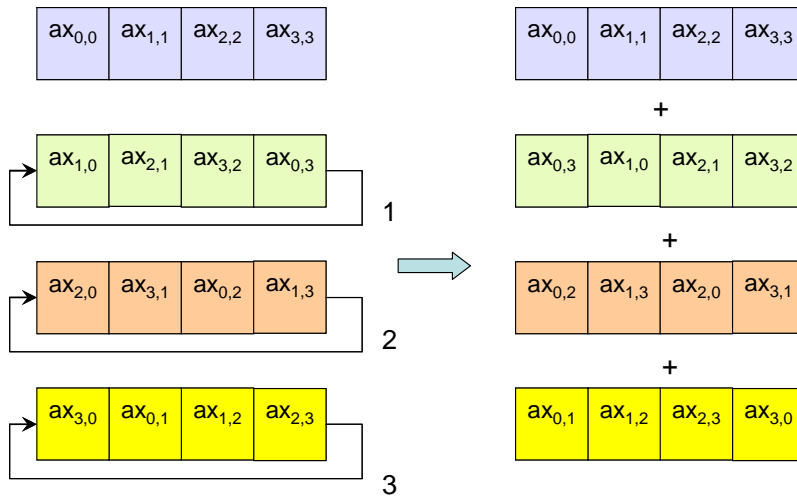 ax0,0 ax1,1 ax2,2 ax3,3
ax1,0 ax2,1 ax3,2 ax0,3
1
ax2,0 ax3,1 ax0,2 ax1,3
2
ax3,0 ax0,1 ax1,2 ax2,3
3
ax0,0 ax1,1 ax2,2 ax3,3
+
ax0,3 ax1,0 ax2,1 ax3,2
+
ax0,2 ax1,3 ax2,0 ax3,1
+
ax0,1 ax1,2 ax2,3 ax3,0